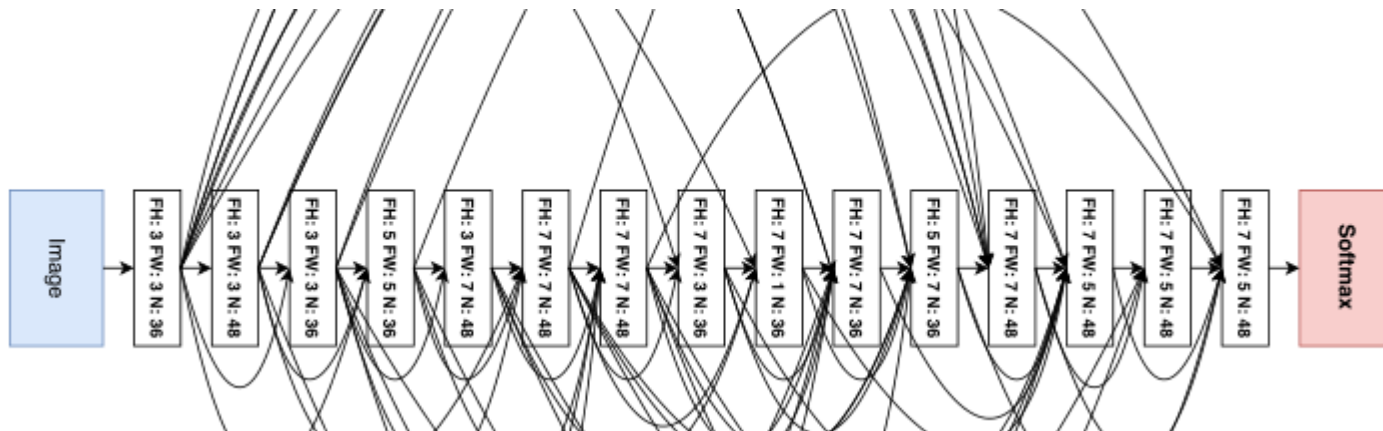 Image
FH: 3 FW: 3 N: 36
FH: 3 FW: 3 N: 48
FH: 3 FW: 3 N: 36
FH: 5 FW: 5 N: 36
FH: 3 FW: 7 N: 48
FH: 7 FW: 7 N: 48
FH: 7 FW: 7 N: 48
FH: 7 FW: 3 N: 36
FH: 7 FW: 1 N: 36
FH: 7 FW: 7 N: 36
FH: 5 FW: 7 N: 36
FH: 7 FW: 7 N: 48
FH: 7 FW: 5 N: 48
FH: 7 FW: 5 N: 48
FH: 7 FW: 5 N: 48
Softmax